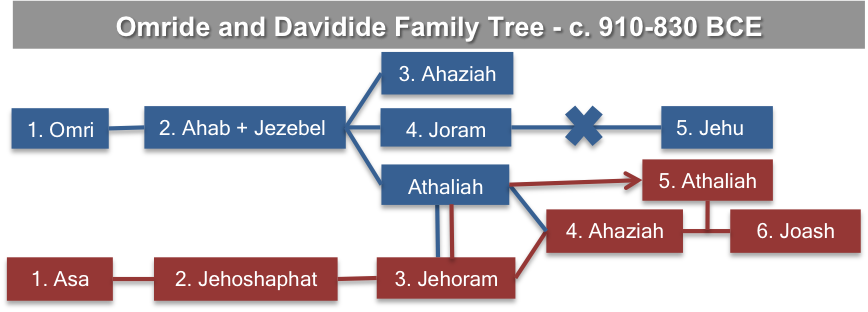 Omride and Davidide Family Tree - c. 910-830 BCE
3. Ahaziah
1. Omri
2. Ahab + Jezebel
4. Joram
5. Jehu
Athaliah
5. Athaliah
4. Ahaziah
6. Joash
1. Asa
2. Jehoshaphat
3. Jehoram